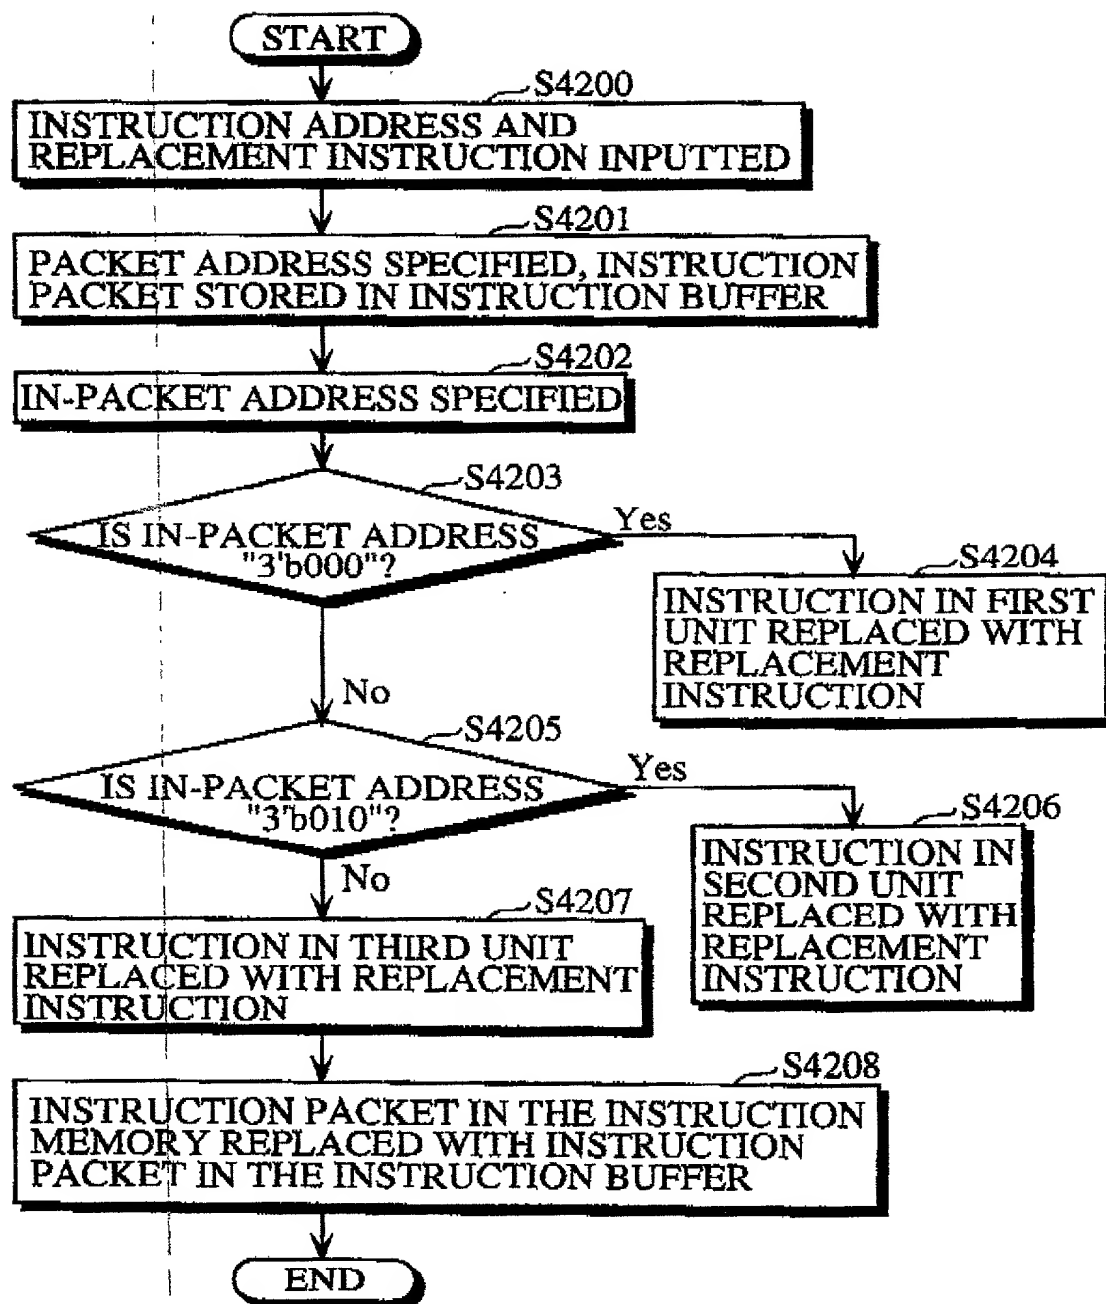 START
S4200
INSTRUCTION ADDRESS AND
REPLACEMENT INSTRUCTION INPUTTED
S4201
PACKET ADDRESS SPECIFIED, INSTRUCTION
PACKET STORED IN INSTRUCTION BUFFER
S4202
IN-PACKET ADDRESS SPECIFIED
S4203
IS IN-PACKET ADDRESS
"3'b000"?
Yes
S4204
INSTRUCTION IN FIRST
UNIT REPLACED WITH
REPLACEMENT
INSTRUCTION
No
S4205
IS IN-PACKET ADDRESS
"3'b010"?
Yes
S4206
INSTRUCTION IN
SECOND UNIT
REPLACED WITH
REPLACEMENT
INSTRUCTION
No
S4207
INSTRUCTION IN THIRD UNIT
REPLACED WITH REPLACEMENT
INSTRUCTION
S4208
INSTRUCTION PACKET IN THE INSTRUCTION
MEMORY REPLACED WITH INSTRUCTION
PACKET IN THE INSTRUCTION BUFFER
END